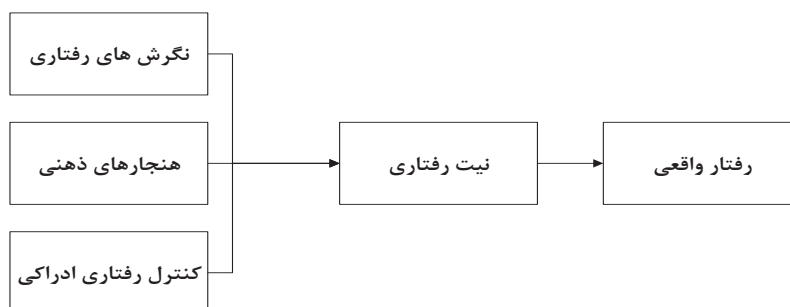 نگرش های رفتاری
هنجارهای ذهنی
کنترل رفتاری ادراکی
نیت رفتاری
رفتار واقعی